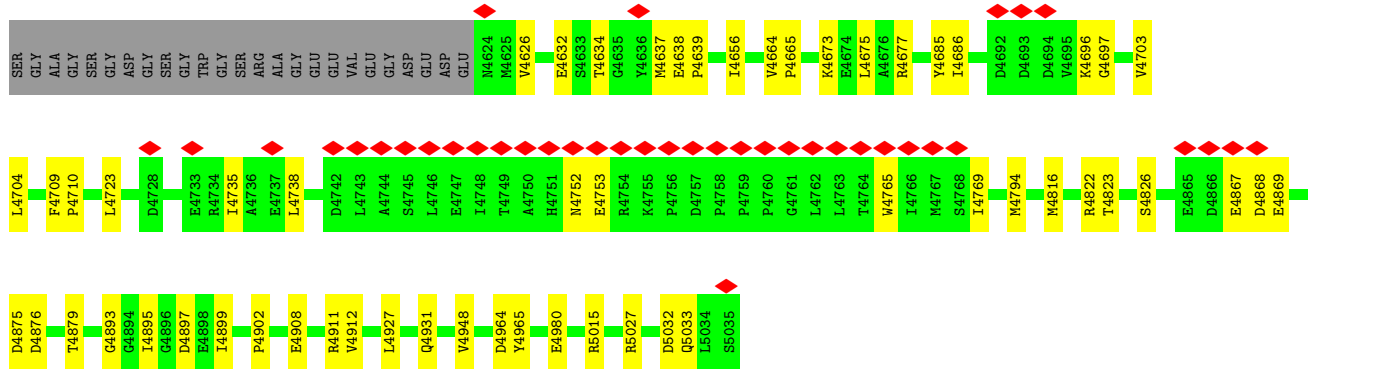 SER GLY ALA GLY SER GLY ASP GLY SER GLY TRP GLY SER ARG ALA GLY GLU GLU VAL GLU GLY ASP GLU ASP GLU N4624 M4625 V4626 E4632 S4633 T4634 G4635 Y4636 M4637 E4638 P4639 I4656 V4664 P4665 K4673 E4674 L4675 A4676 R4677 Y4685 I4686 D4692 D4693 D4694 V4695 K4696 G4697 V4703
L4704 F4709 P4710 L4723 D4728 E4733 R4734 I4735 A4736 E4737 L4738 D4742 L4743 A4744 S4745 L4746 E4747 I4748 T4749 A4750 H4751 N4752 E4753 R4754 K4755 P4756 D4757 P4758 P4759 P4760 G4761 L4762 L4763 T4764 W4765 I4766 M4767 S4768 I4769 M4794 M4816 R4822 T4823 S4826 E4865 D4866 E4867 D4868 E4869
D4875 D4876 T4879 G4893 G4894 I4895 G4896 D4897 E4898 I4899 P4902 E4908 R4911 V4912 L4927 Q4931 V4948 D4964 Y4965 E4980 R5015 R5027 D5032 Q5033 L5034 S5035